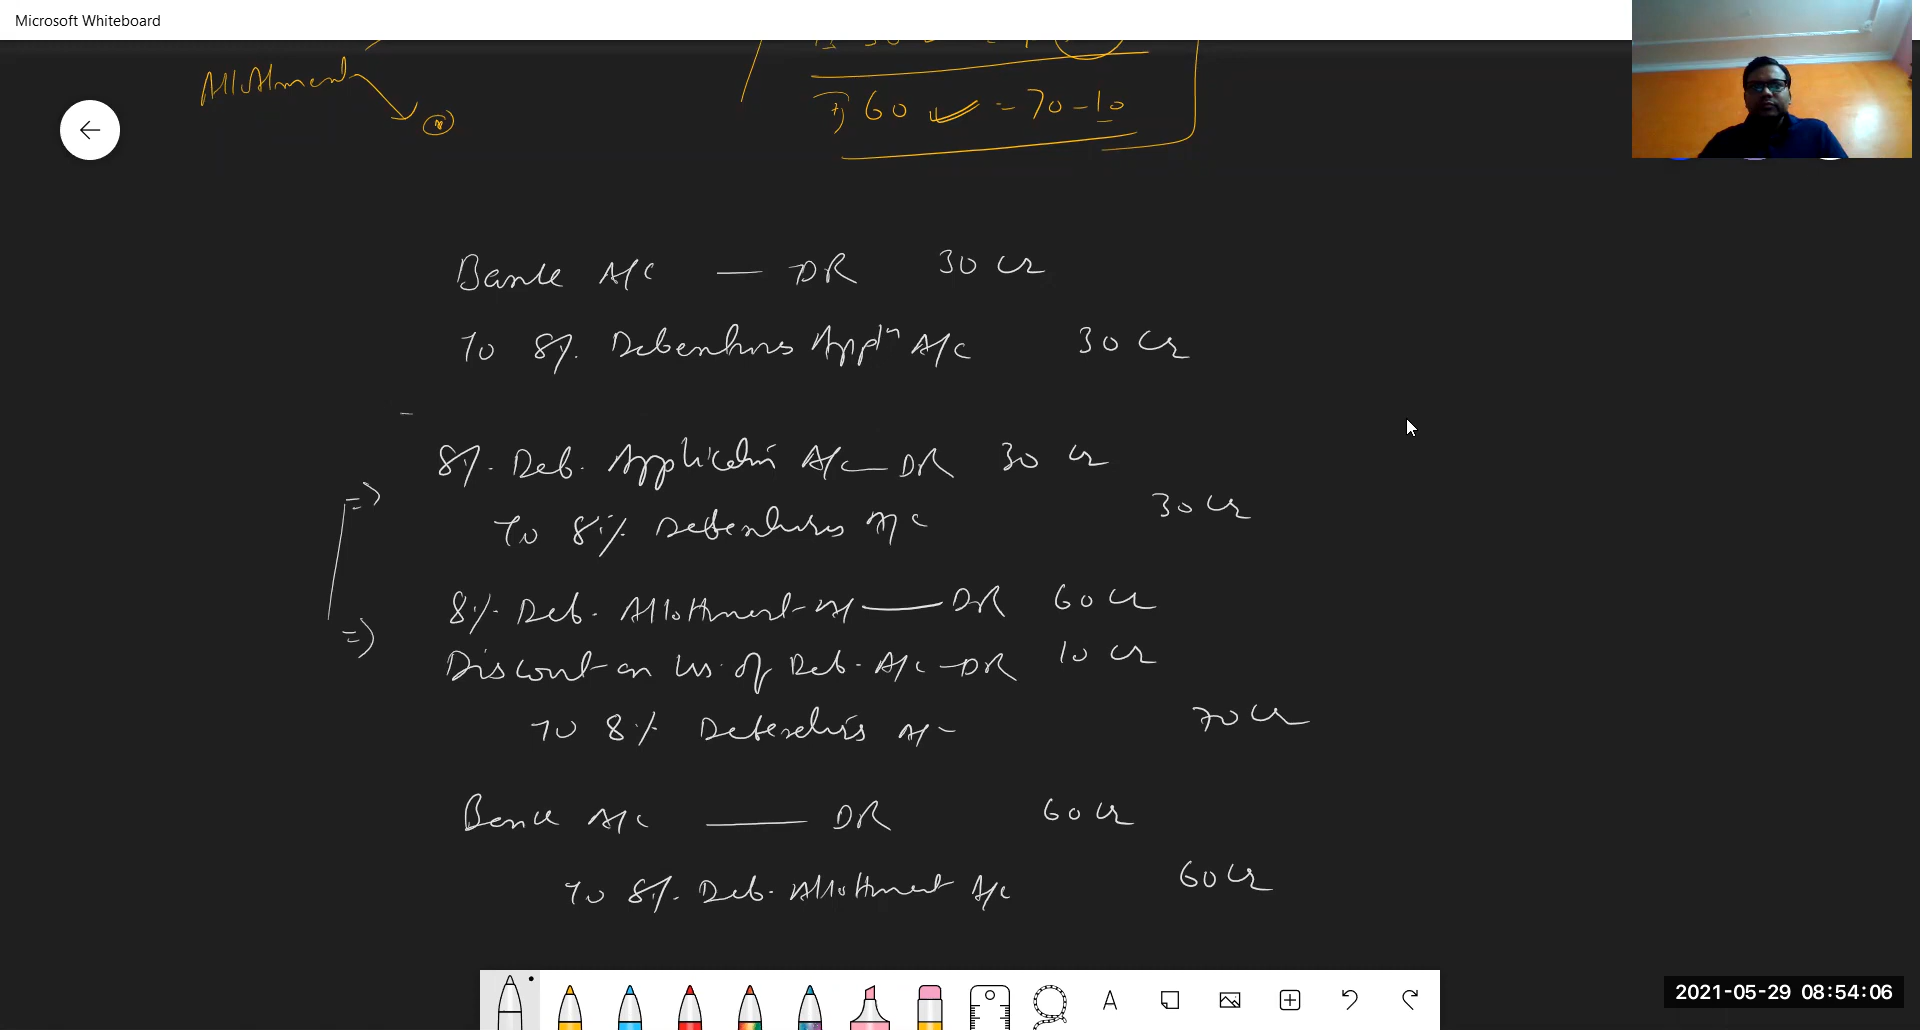 Microsoft Whiteboard
Allotment
60 = 70-10
Bank A/c — DR 30 Cr
To 8% Debentures Appln A/c 30 Cr
8%. Deb. Application A/c — DR 30 Cr
To 8% Debentures A/c 30 Cr
8% Deb. Allotment A/ — DR 60 Cr
Discount on Iss. of Deb. A/c — DR 10 Cr
To 8% Debentures A/c 70 Cr
Bank A/c — DR 60 Cr
To 8%. Deb. Allotment A/c 60 Cr
2021-05-29 08:54:06